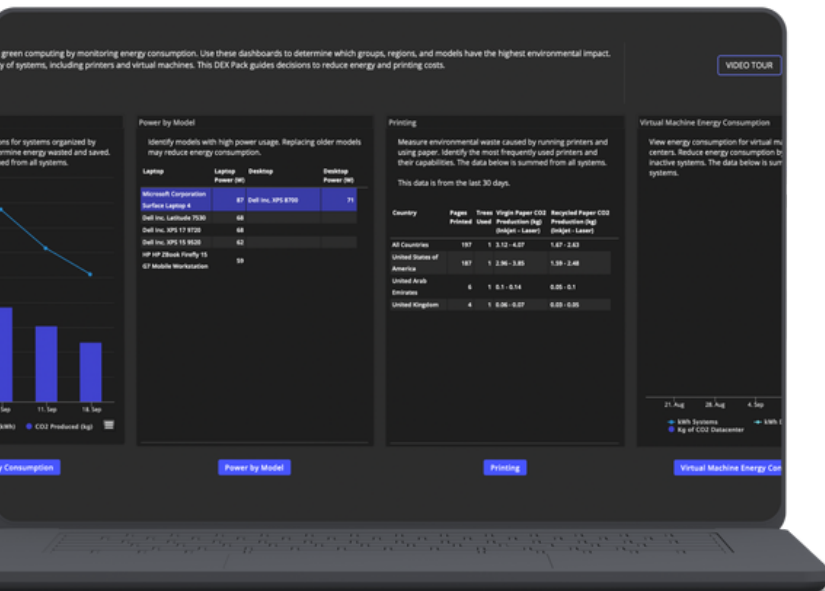 green computing by monitoring energy consumption. Use these dashboards to determine which groups, regions, and models have the highest environmental impact.
y of systems, including printers and virtual machines. This DEX Pack guides decisions to reduce energy and printing costs.
VIDEO TOUR
ons for systems organized by
ermine energy wasted and saved.
ed from all systems.
Sep 11. Sep 18. Sep
(kWh) CO2 Produced (kg)
y Consumption
Power by Model
Identify models with high power usage. Replacing older models
may reduce energy consumption.
Laptop Laptop Power (W) Desktop Desktop Power (W)
Microsoft Corporation
Surface Laptop 4 87 Dell Inc. XPS 8700 71
Dell Inc. Latitude 7530 68
Dell Inc. XPS 17 9720 68
Dell Inc. XPS 15 9520 62
HP HP ZBook Firefly 15
G7 Mobile Workstation 59
Power by Model
Printing
Measure environmental waste caused by running printers and
using paper. Identify the most frequently used printers and
their capabilities. The data below is summed from all systems.
This data is from the last 30 days.
Country Pages Printed Trees Used Virgin Paper CO2 Production (kg) (Inkjet - Laser) Recycled Paper CO2 Production (kg) (Inkjet - Laser)
All Countries 197 1 3.12 - 4.07 1.67 - 2.63
United States of
America 187 1 2.96 - 3.85 1.59 - 2.48
United Arab
Emirates 6 1 0.1 - 0.14 0.05 - 0.1
United Kingdom 4 1 0.06 - 0.07 0.03 - 0.05
Printing
Virtual Machine Energy Consumption
View energy consumption for virtual ma
centers. Reduce energy consumption b
inactive systems. The data below is sum
systems.
21. Aug 28. Aug 4. Sep
kWh Systems kWh
Kg of CO2 Datacenter
Virtual Machine Energy Con